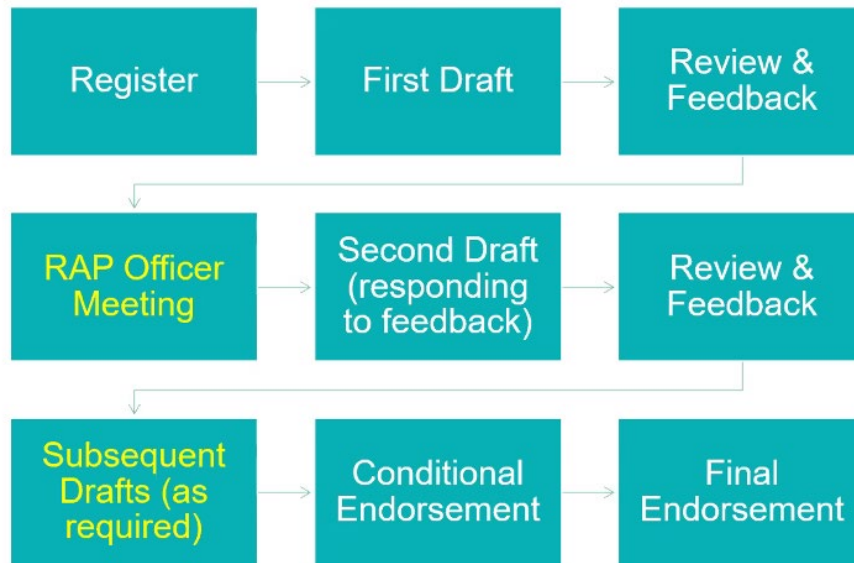 Register
First Draft
Review &
Feedback
RAP Officer
Meeting
Second Draft
(responding
to feedback)
Review &
Feedback
Subsequent
Drafts (as
required)
Conditional
Endorsement
Final
Endorsement